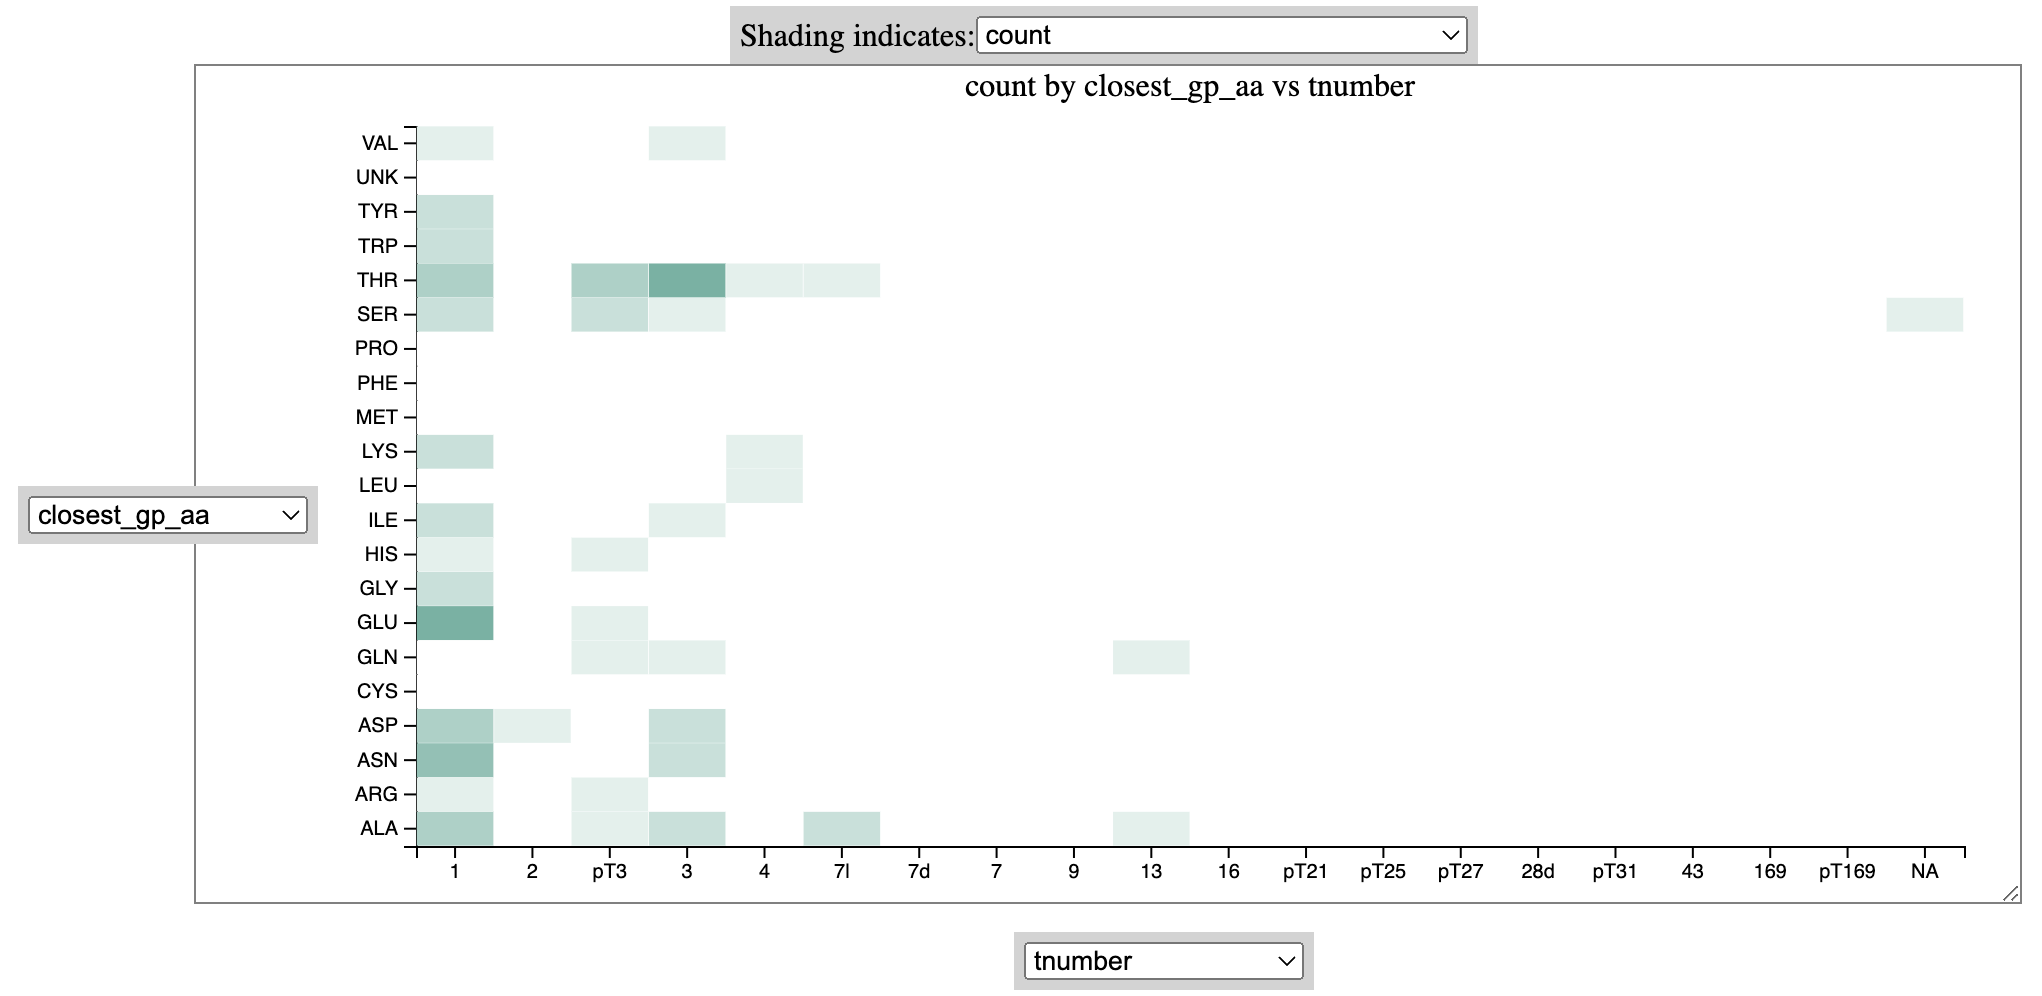 Shading indicates: count
count by closest_gp_aa vs tnumber
VAL
UNK
TYR
TRP
THR
SER
PRO
PHE
MET
LYS
LEU
closest_gp_aa
ILE
HIS
GLY
GLU
GLN
CYS
ASP
ASN
ARG
ALA
1 2 pT3 3 4 7l 7d 7 9 13 16 pT21 pT25 pT27 28d pT31 43 169 pT169 NA
tnumber